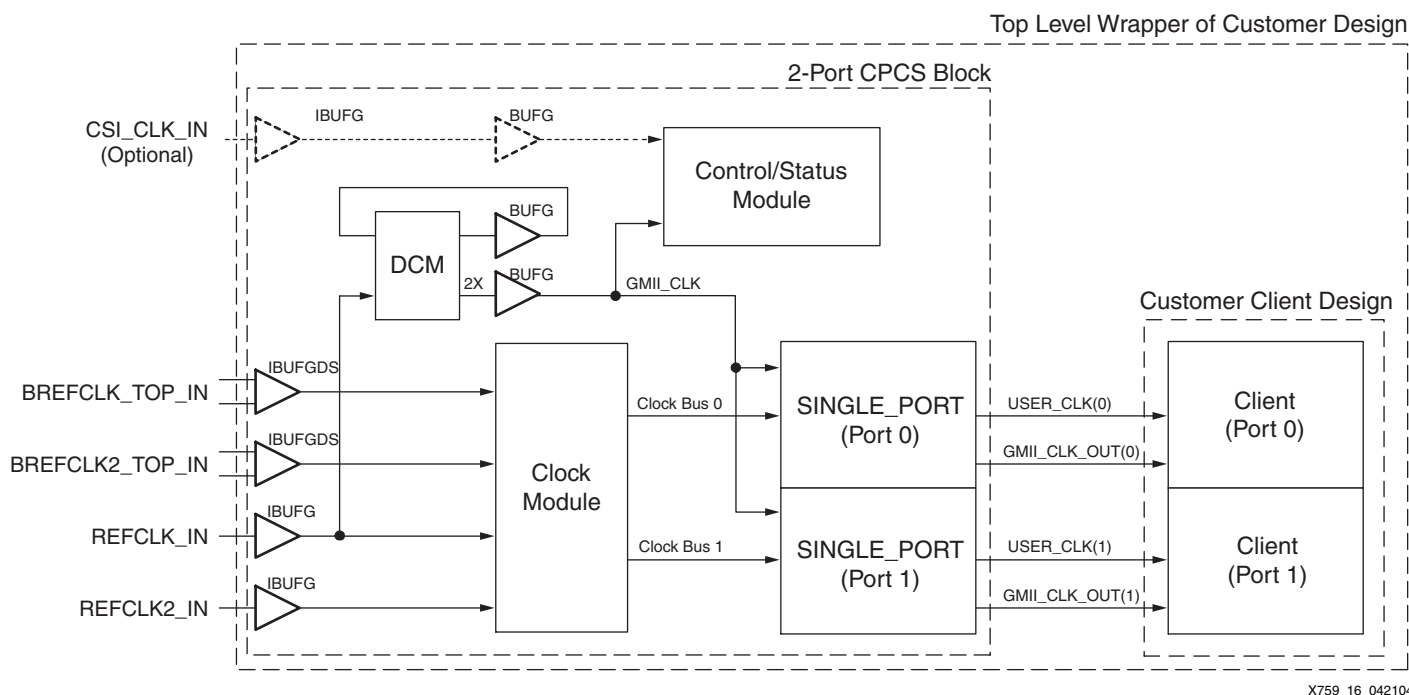 Top Level Wrapper of Customer Design
2-Port CPCS Block
CSI_CLK_IN
(Optional)
IBUFG
BUFG
Control/Status
Module
BUFG
DCM
2X
BUFG
GMII_CLK
Customer Client Design
BREFCLK_TOP_IN
IBUFGDS
BREFCLK2_TOP_IN
IBUFGDS
REFCLK_IN
IBUFG
REFCLK2_IN
IBUFG
Clock
Module
Clock Bus 0
Clock Bus 1
SINGLE_PORT
(Port 0)
SINGLE_PORT
(Port 1)
USER_CLK(0)
GMII_CLK_OUT(0)
USER_CLK(1)
GMII_CLK_OUT(1)
Client
(Port 0)
Client
(Port 1)